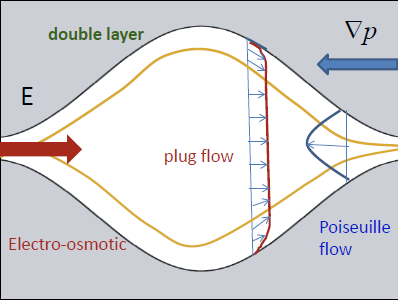 double layer
∇p
E
plug flow
Electro-osmotic
Poiseuille
flow